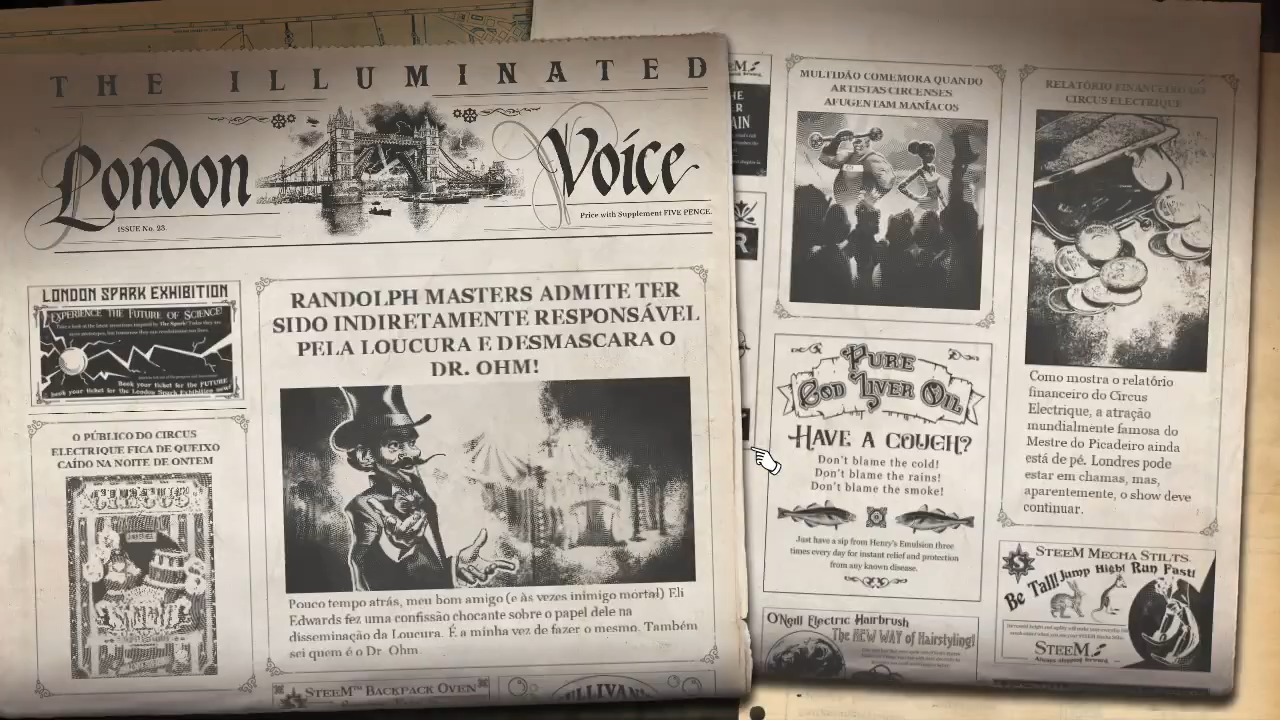 THE ILLUMINATED
London Voice
ISSUE No. 23.
Price with Supplement FIVE PENCE.
LONDON SPARK EXHIBITION
EXPERIENCE THE FUTURE OF SCIENCE!
Book your ticket for the FUTURE
O PÚBLICO DO CIRCUS
ELECTRIQUE FICA DE QUEIXO
CAÍDO NA NOITE DE ONTEM
RANDOLPH MASTERS ADMITE TER
SIDO INDIRETAMENTE RESPONSÁVEL
PELA LOUCURA E DESMASCARA O
DR. OHM!
Pouco tempo atrás, meu bom amigo (e às vezes inimigo mortal) Eli
Edwards fez uma confissão chocante sobre o papel dele na
disseminação da Loucura. É a minha vez de fazer o mesmo. Também
sei quem é o Dr. Ohm.
STEEM™ BACKPACK OVEN
MULTIDÃO COMEMORA QUANDO
ARTISTAS CIRCENSES
AFUGENTAM MANÍACOS
PURE
COD LIVER OIL
HAVE A COUGH?
Don't blame the cold!
Don't blame the rains!
Don't blame the smoke!
Just have a sip from Henry's Emulsion three
times every day for instant relief and protection
from any known disease.
O'Neill Electric Hairbrush
The NEW WAY of Hairstyling!
RELATÓRIO FINANCEIRO DO
CIRCUS ELECTRIQUE
Como mostra o relatório
financeiro do Circus
Electrique, a atração
mundialmente famosa do
Mestre do Picadeiro ainda
está de pé. Londres pode
estar em chamas, mas,
aparentemente, o show deve
continuar.
STEEM MECHA STILTS
Be Tall! Jump High! Run Fast!
STEEM
Always stepping forward.